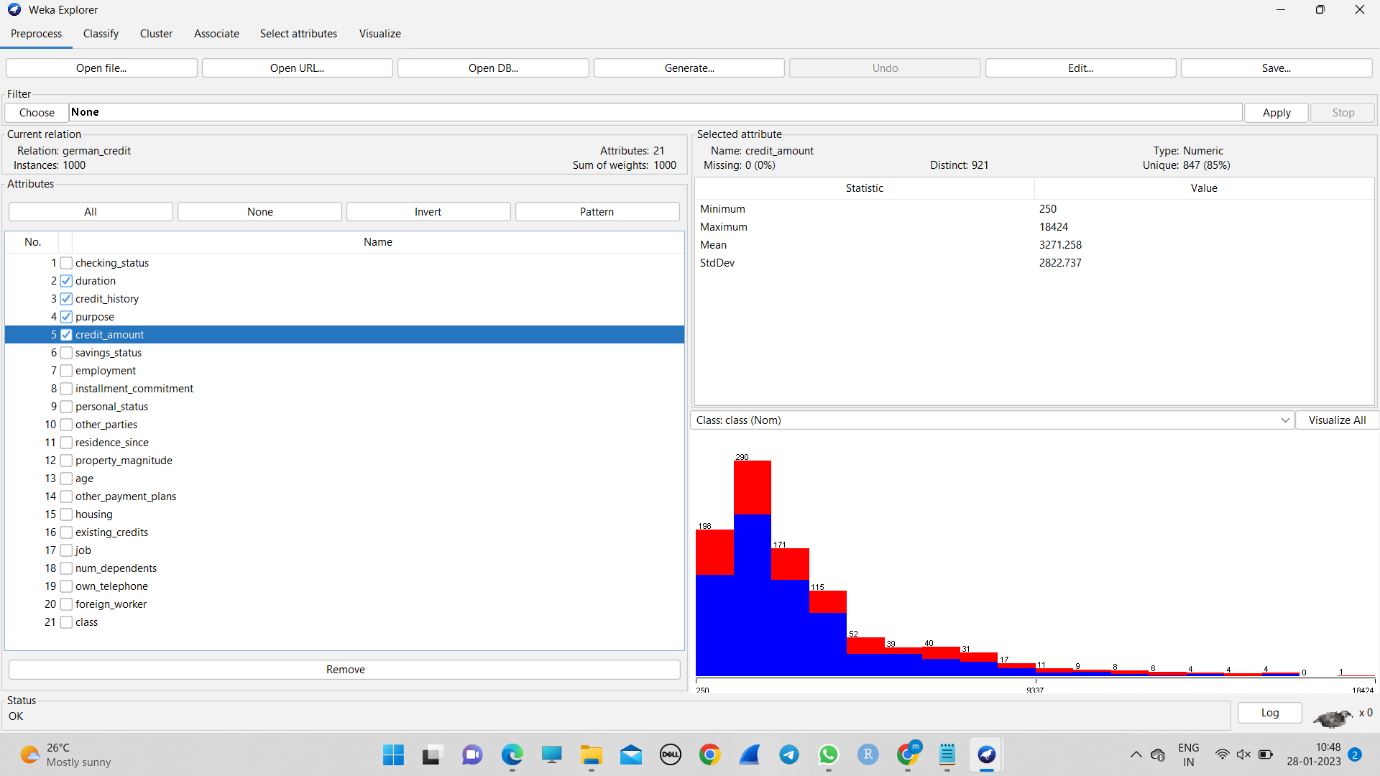 Weka Explorer
Preprocess Classify Cluster Associate Select attributes Visualize
Open file... Open URL... Open DB... Generate... Undo Edit... Save...
Filter
Choose None Apply Stop
Current relation
Relation: german_credit Attributes: 21
Instances: 1000 Sum of weights: 1000
Attributes
All None Invert Pattern
No. Name
1 checking_status
2 duration
3 credit_history
4 purpose
5 credit_amount
6 savings_status
7 employment
8 installment_commitment
9 personal_status
10 other_parties
11 residence_since
12 property_magnitude
13 age
14 other_payment_plans
15 housing
16 existing_credits
17 job
18 num_dependents
19 own_telephone
20 foreign_worker
21 class
Remove
Selected attribute
Name: credit_amount Type: Numeric
Missing: 0 (0%) Distinct: 921 Unique: 847 (85%)
Statistic Value
Minimum 250
Maximum 18424
Mean 3271.258
StdDev 2822.737
Class: class (Nom) Visualize All
290
198
171
115
52
39 40
31
17
11 9 8 6 4 4 4 0 1
250 9337 18424
Status
OK Log x 0
26°C
Mostly sunny
DELL
R
m
ENG
IN
10:48
28-01-2023
2